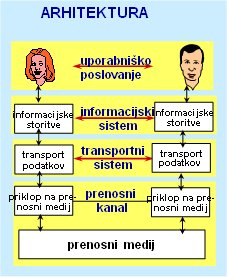 ARHITEKTURA
uporabniško
poslovanje
informacijske
storitve
informacijski
sistem
informacijske
storitve
transport
podatkov
transportni
sistem
transport
podatkov
priklop na pre-
nosni medij
prenosni
kanal
priklop na pre-
nosni medij
prenosni medij